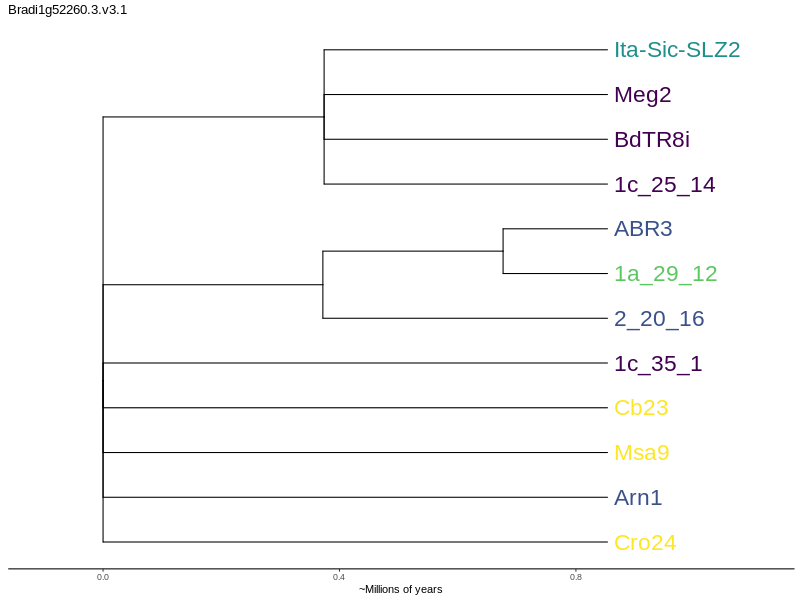 Bradi1g52260.3.v3.1
Ita-Sic-SLZ2
Meg2
BdTR8i
1c_25_14
ABR3
1a_29_12
2_20_16
1c_35_1
Cb23
Msa9
Arn1
Cro24
0.0 0.4 0.8
~Millions of years